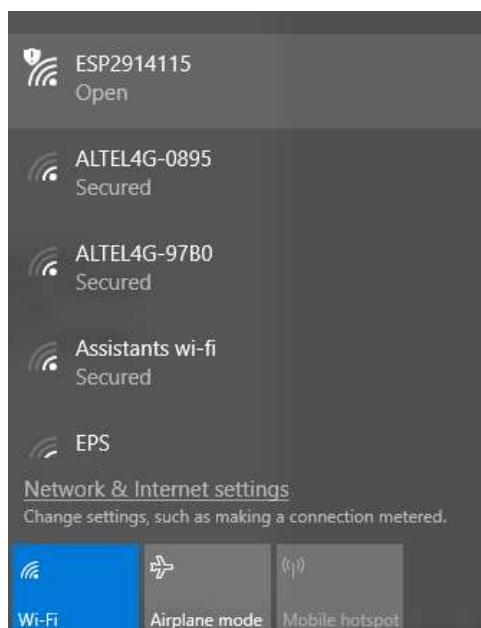 ESP2914115
Open
ALTEL4G-0895
Secured
ALTEL4G-97B0
Secured
Assistants wi-fi
Secured
EPS
Network & Internet settings
Change settings, such as making a connection metered.
Wi-Fi Airplane mode Mobile hotspot